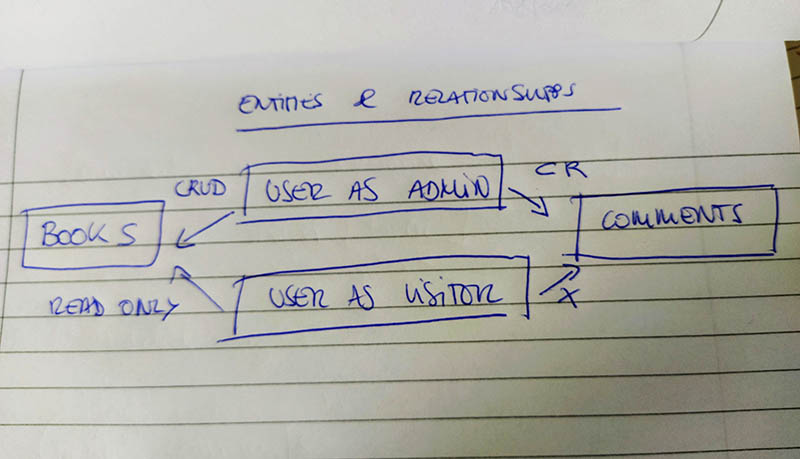 ENTITIES & RELATIONSHIPS
CRUD
USER AS ADMIN
CR
BOOKS
COMMENTS
READ ONLY
USER AS VISITOR
X